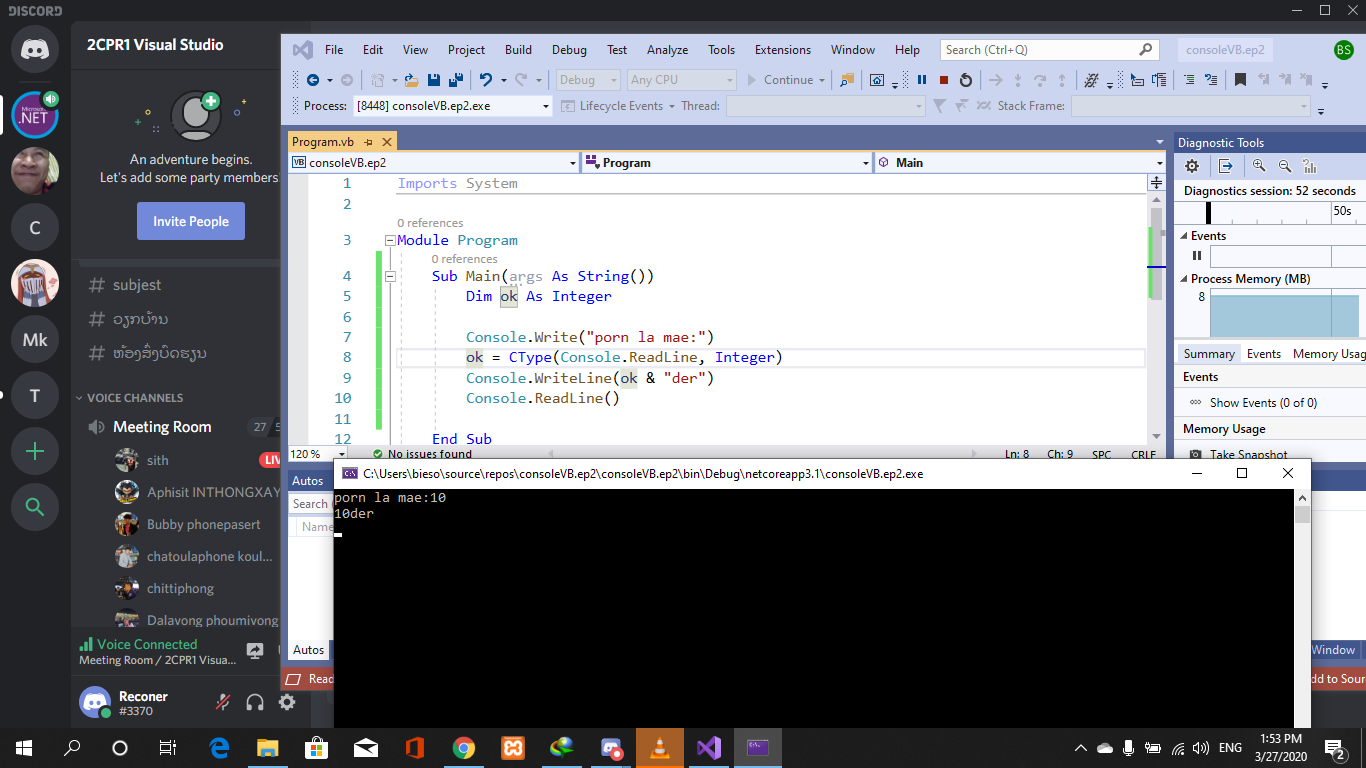 DISCORD
2CPR1 Visual Studio
An adventure begins.
Let's add some party members
Invite People
# subjest
# ວຽກບ້ານ
# ຫ້ອງສົ່ງບົດຮຽນ
VOICE CHANNELS
Meeting Room 27
sith
Aphisit INTHONGXAY
Bubby phonepasert
chatoulaphone koul...
chittiphong
Dalavong phoumivong
Voice Connected
Meeting Room / 2CPR1 Visua...
Reconer
#3370
Microsoft
.NET
C
Mk
T
File Edit View Project Build Debug Test Analyze Tools Extensions Window Help Search (Ctrl+Q) consoleVB.ep2 BS
Debug Any CPU Continue
Process: [8448] consoleVB.ep2.exe Lifecycle Events Thread: Stack Frame:
Program.vb
VB consoleVB.ep2 Program Main
1 Imports System
2
0 references
3 Module Program
0 references
4 Sub Main(args As String())
5 Dim ok As Integer
6
7 Console.Write("porn la mae:")
8 ok = CType(Console.ReadLine, Integer)
9 Console.WriteLine(ok & "der")
10 Console.ReadLine()
11
12 End Sub
120 % No issues found Ln: 8 Ch: 9 SPC CRLF
Diagnostic Tools
Diagnostics session: 52 seconds
50s
Events
Process Memory (MB)
8
Summary Events Memory Usag
Events
Show Events (0 of 0)
Memory Usage
Take Snapshot
Autos
Search (
Name
Autos
Window
Read
dd to Sour
C:\Users\bieso\source\repos\consoleVB.ep2\consoleVB.ep2\bin\Debug\netcoreapp3.1\consoleVB.ep2.exe
porn la mae:10
10der
ENG
1:53 PM
3/27/2020
2